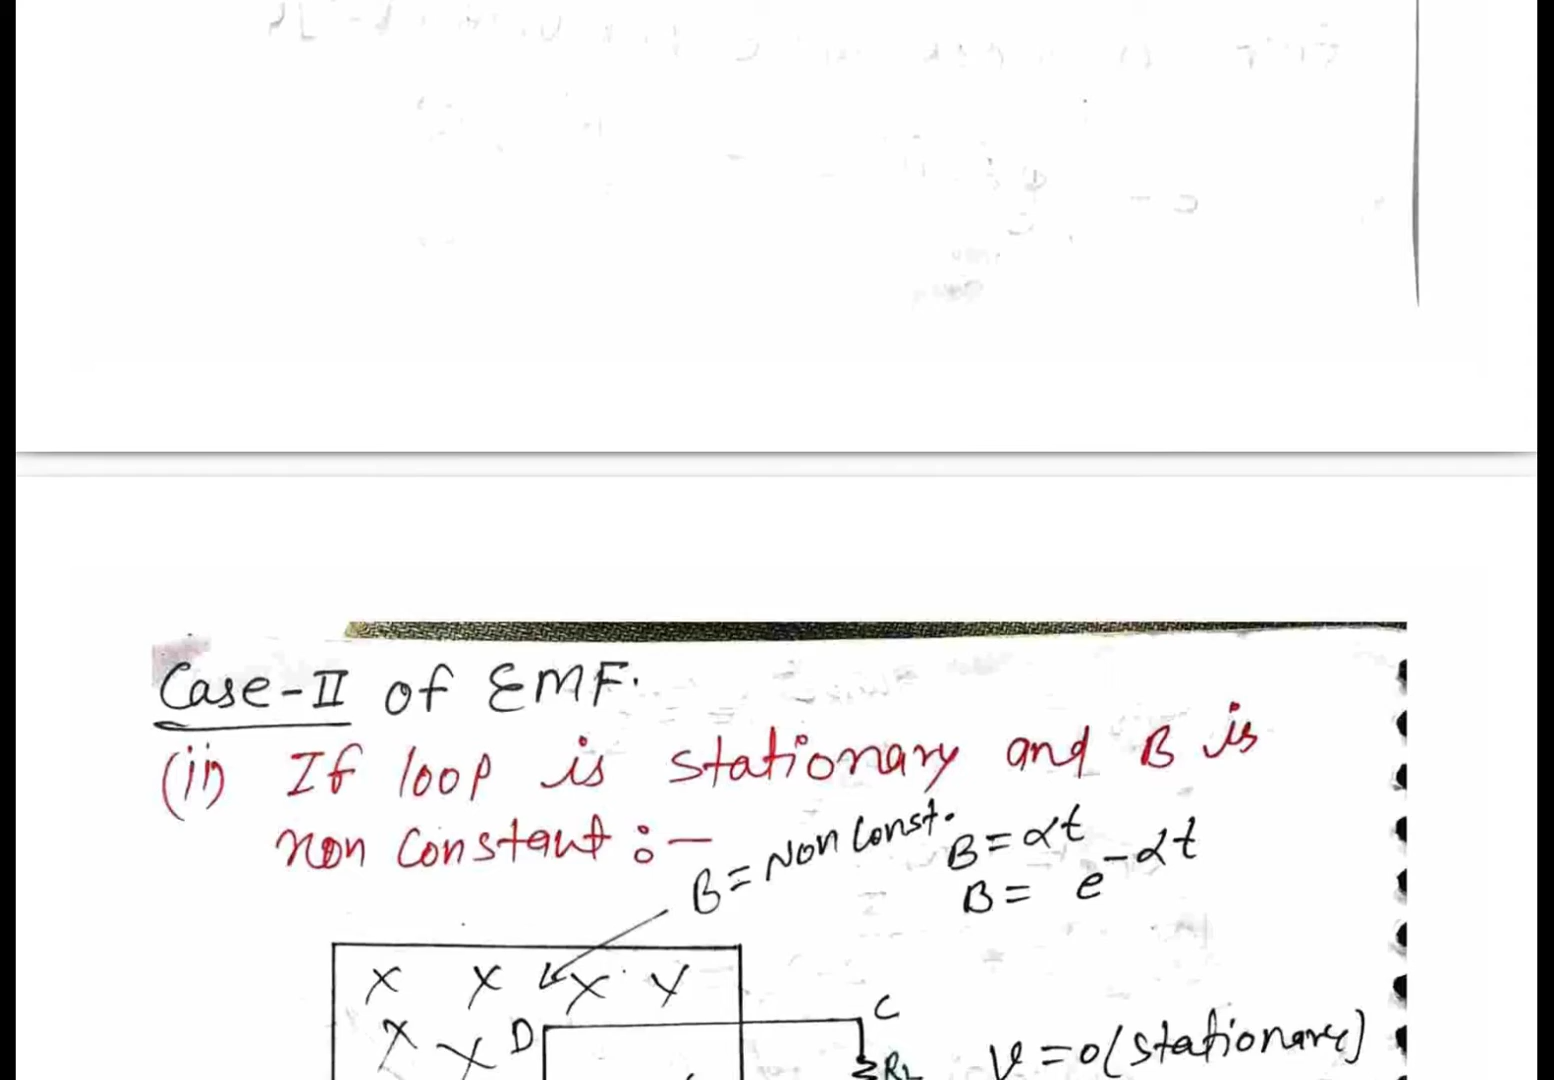 Case-II of EMF.
(ii) If loop is stationary and B is
non constant :-
B = Non Const.
B = αt
B = e^-αt
X X X X
X X D
C
RL
v = 0 (stationary)